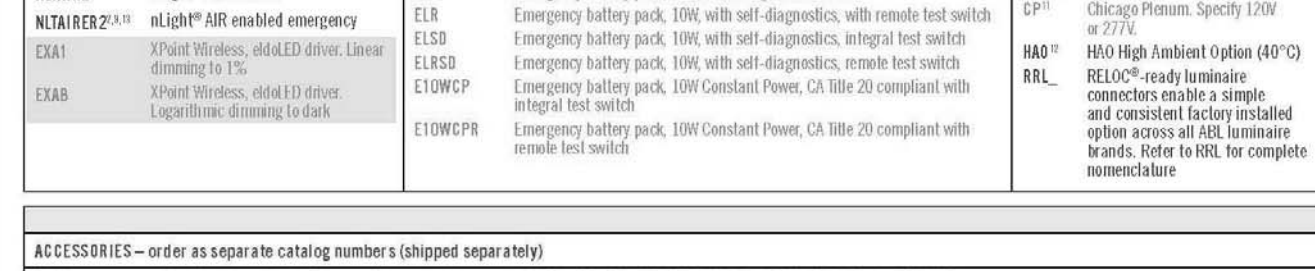 NLTAIRER2²,⁹,¹³ nLight® AIR enabled emergency
EXA1 XPoint Wireless, eldoLED driver. Linear
dimming to 1%
EXAB XPoint Wireless, eldoLED driver.
Logarithmic dimming to dark
ELR Emergency battery pack, 10W, with self-diagnostics, with remote test switch
ELSD Emergency battery pack, 10W, with self-diagnostics, integral test switch
ELRSD Emergency battery pack, 10W, with self-diagnostics, remote test switch
E10WCP Emergency battery pack, 10W Constant Power, CA Title 20 compliant with
integral test switch
E10WCPR Emergency battery pack, 10W Constant Power, CA Title 20 compliant with
remote test switch
CP¹¹ Chicago Plenum. Specify 120V
or 277V.
HAO¹² HAO High Ambient Option (40°C)
RRL_ RELOC®-ready luminaire
connectors enable a simple
and consistent factory installed
option across all ABL luminaire
brands. Refer to RRL for complete
nomenclature
ACCESSORIES – order as separate catalog numbers (shipped separately)